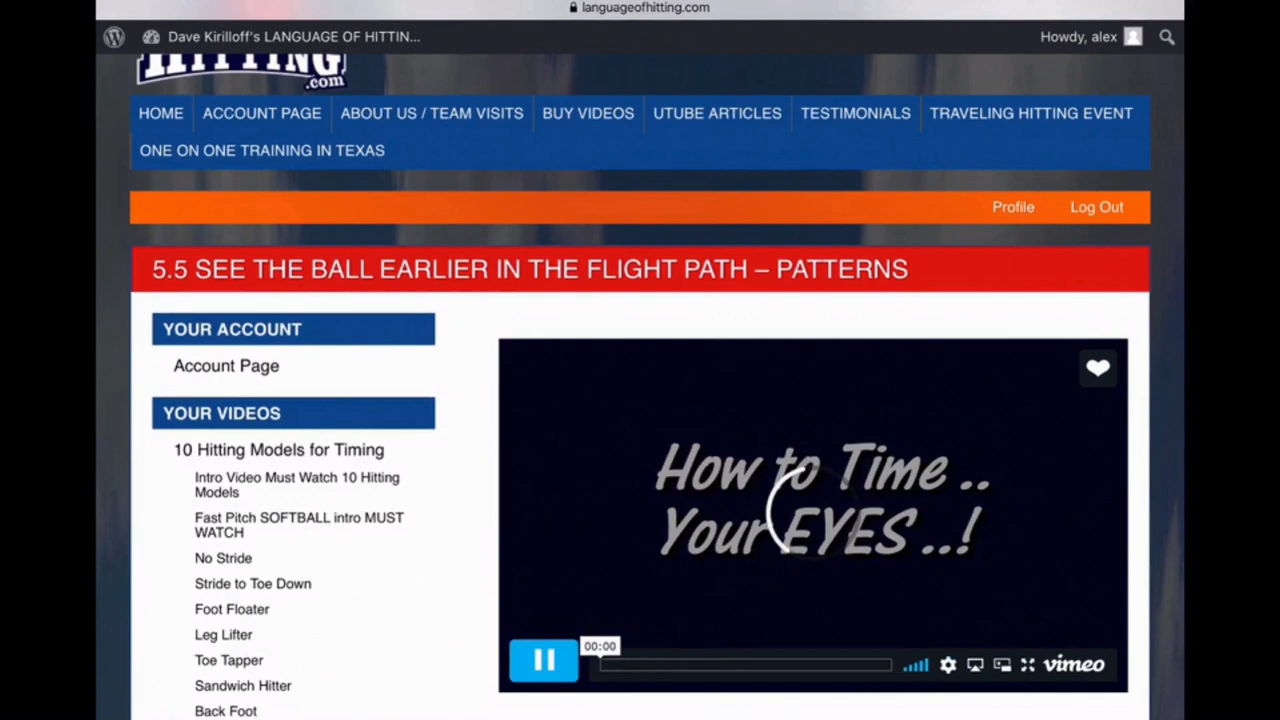 languageofhitting.com
Dave Kirilloff's LANGUAGE OF HITTIN...
Howdy, alex
HITTING
.com
HOME
ACCOUNT PAGE
ABOUT US / TEAM VISITS
BUY VIDEOS
UTUBE ARTICLES
TESTIMONIALS
TRAVELING HITTING EVENT
ONE ON ONE TRAINING IN TEXAS
Profile
Log Out
5.5 SEE THE BALL EARLIER IN THE FLIGHT PATH – PATTERNS
YOUR ACCOUNT
Account Page
YOUR VIDEOS
10 Hitting Models for Timing
Intro Video Must Watch 10 Hitting
Models
Fast Pitch SOFTBALL intro MUST
WATCH
No Stride
Stride to Toe Down
Foot Floater
Leg Lifter
Toe Tapper
Sandwich Hitter
Back Foot
How to Time ..
Your EYES ..!
00:00
vimeo